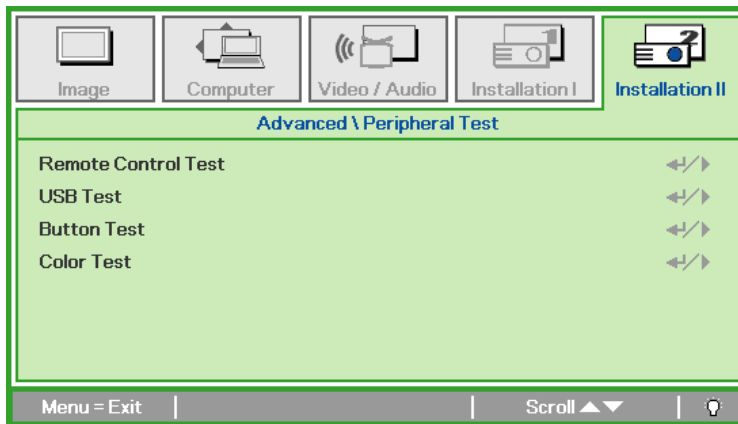 Image Computer Video / Audio Installation I Installation II
Advanced \ Peripheral Test
Remote Control Test
USB Test
Button Test
Color Test
Menu = Exit Scroll